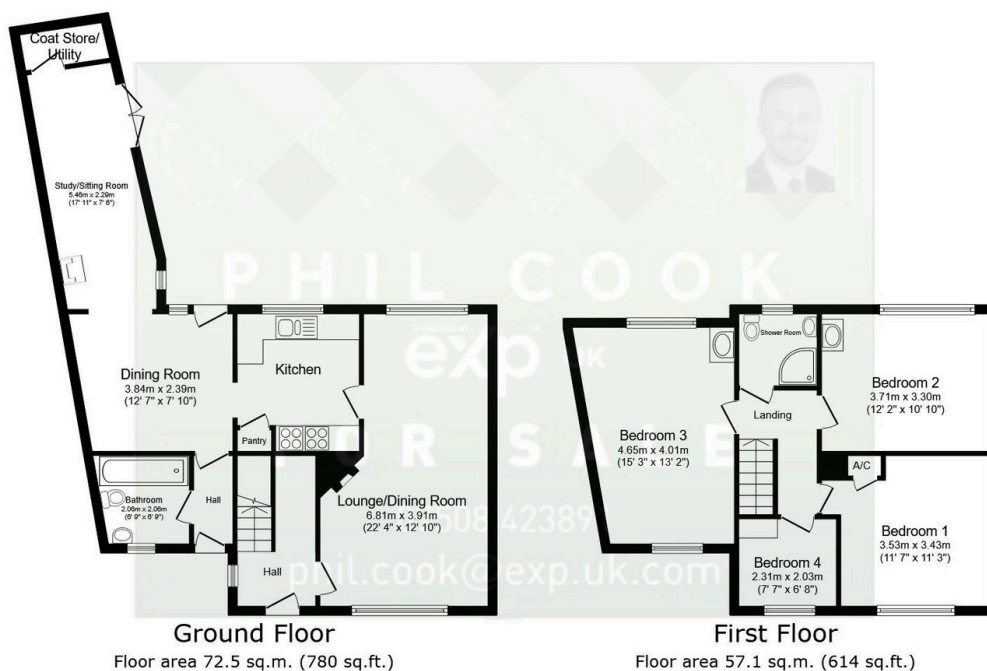 Coat Store/
Utility
Study/Sitting Room
5.46m x 2.29m
(17' 11" x 7' 6")
Dining Room
3.84m x 2.39m
(12' 7" x 7' 10")
Kitchen
Pantry
Bathroom
2.06m x 2.06m
(6' 9" x 6' 9")
Hall
Hall
Lounge/Dining Room
6.81m x 3.91m
(22' 4" x 12' 10")
Ground Floor
Floor area 72.5 sq.m. (780 sq.ft.)
Shower Room
Landing
Bedroom 2
3.71m x 3.30m
(12' 2" x 10' 10")
Bedroom 3
4.65m x 4.01m
(15' 3" x 13' 2")
A/C
Bedroom 1
3.53m x 3.43m
(11' 7" x 11' 3")
Bedroom 4
2.31m x 2.03m
(7' 7" x 6' 8")
First Floor
Floor area 57.1 sq.m. (614 sq.ft.)
PHIL COOK
exp UK
FOR SALE
phil.cook@exp.uk.com